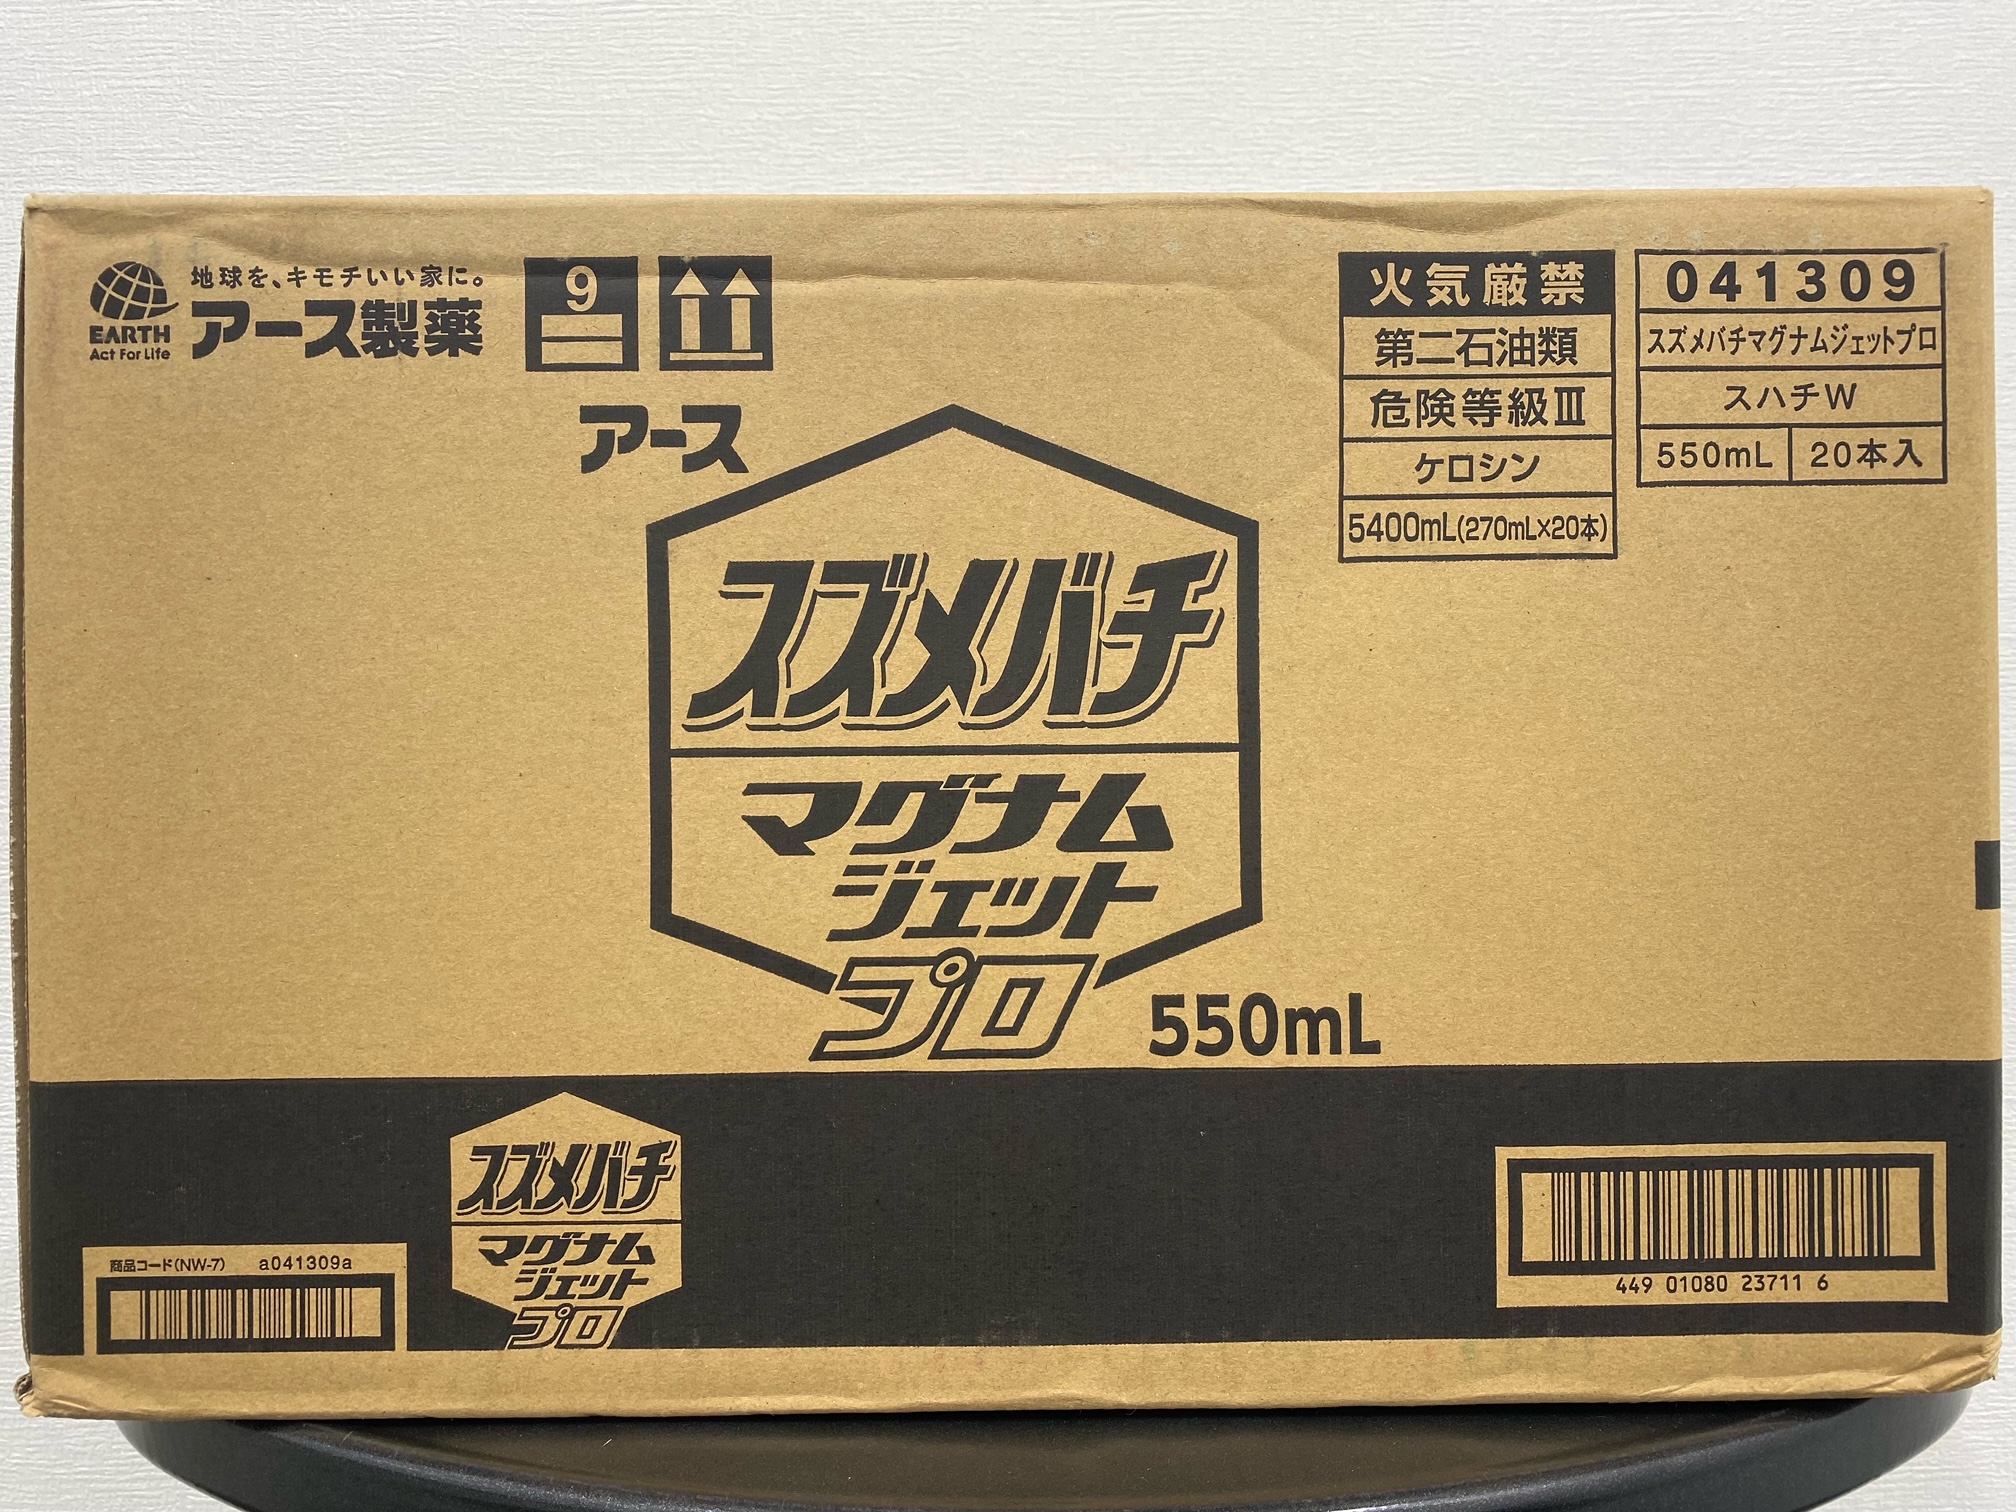 地球を、キモチいい家に。
アース製薬
EARTH
Act For Life
9
火気厳禁
第二石油類
危険等級Ⅲ
ケロシン
5400mL(270mL×20本)
041309
スズメバチマグナムジェットプロ
スハチW
550mL 20本入
アース
スズメバチ
マグナム
ジェット
プロ
550mL
スズメバチ
マグナム
ジェット
プロ
商品コード(NW-7) a041309a
449 01080 23711 6